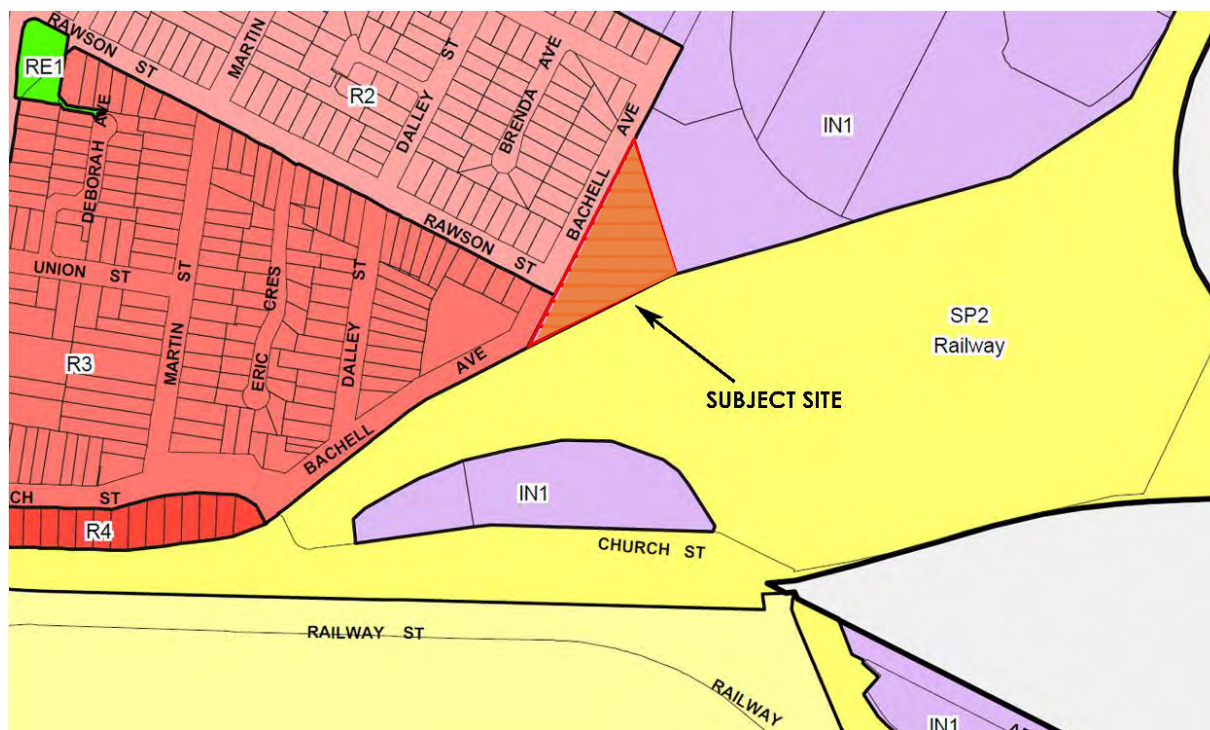 RAWSON ST
RE1
MARTIN
R2
DALLEY ST
BRENDA AVE
BACHELL AVE
IN1
DEBORAH AVE
RAWSON ST
UNION ST
MARTIN ST
ERIC CRES
DALLEY ST
R3
BACHELL AVE
SP2
Railway
SUBJECT SITE
CH ST
R4
IN1
CHURCH ST
RAILWAY ST
RAILWAY
IN1